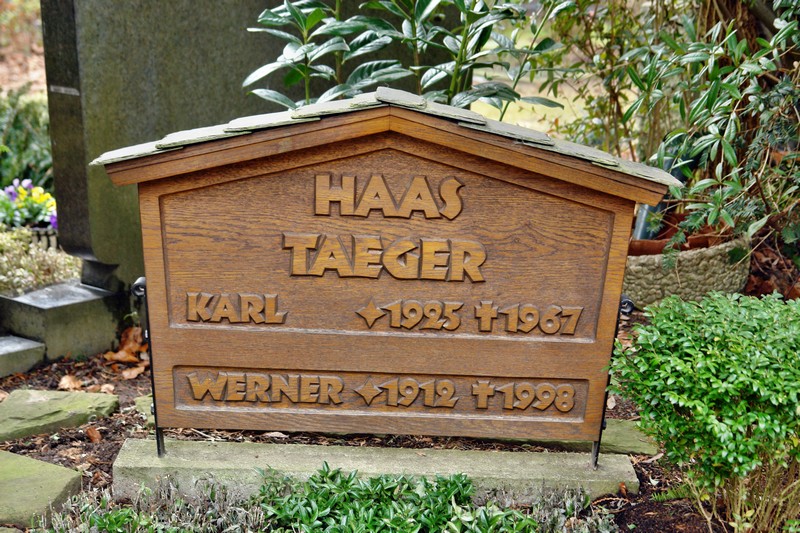 HAAS
TAEGER
KARL ✦1925 ✝1967
WERNER ✦1912 ✝1998